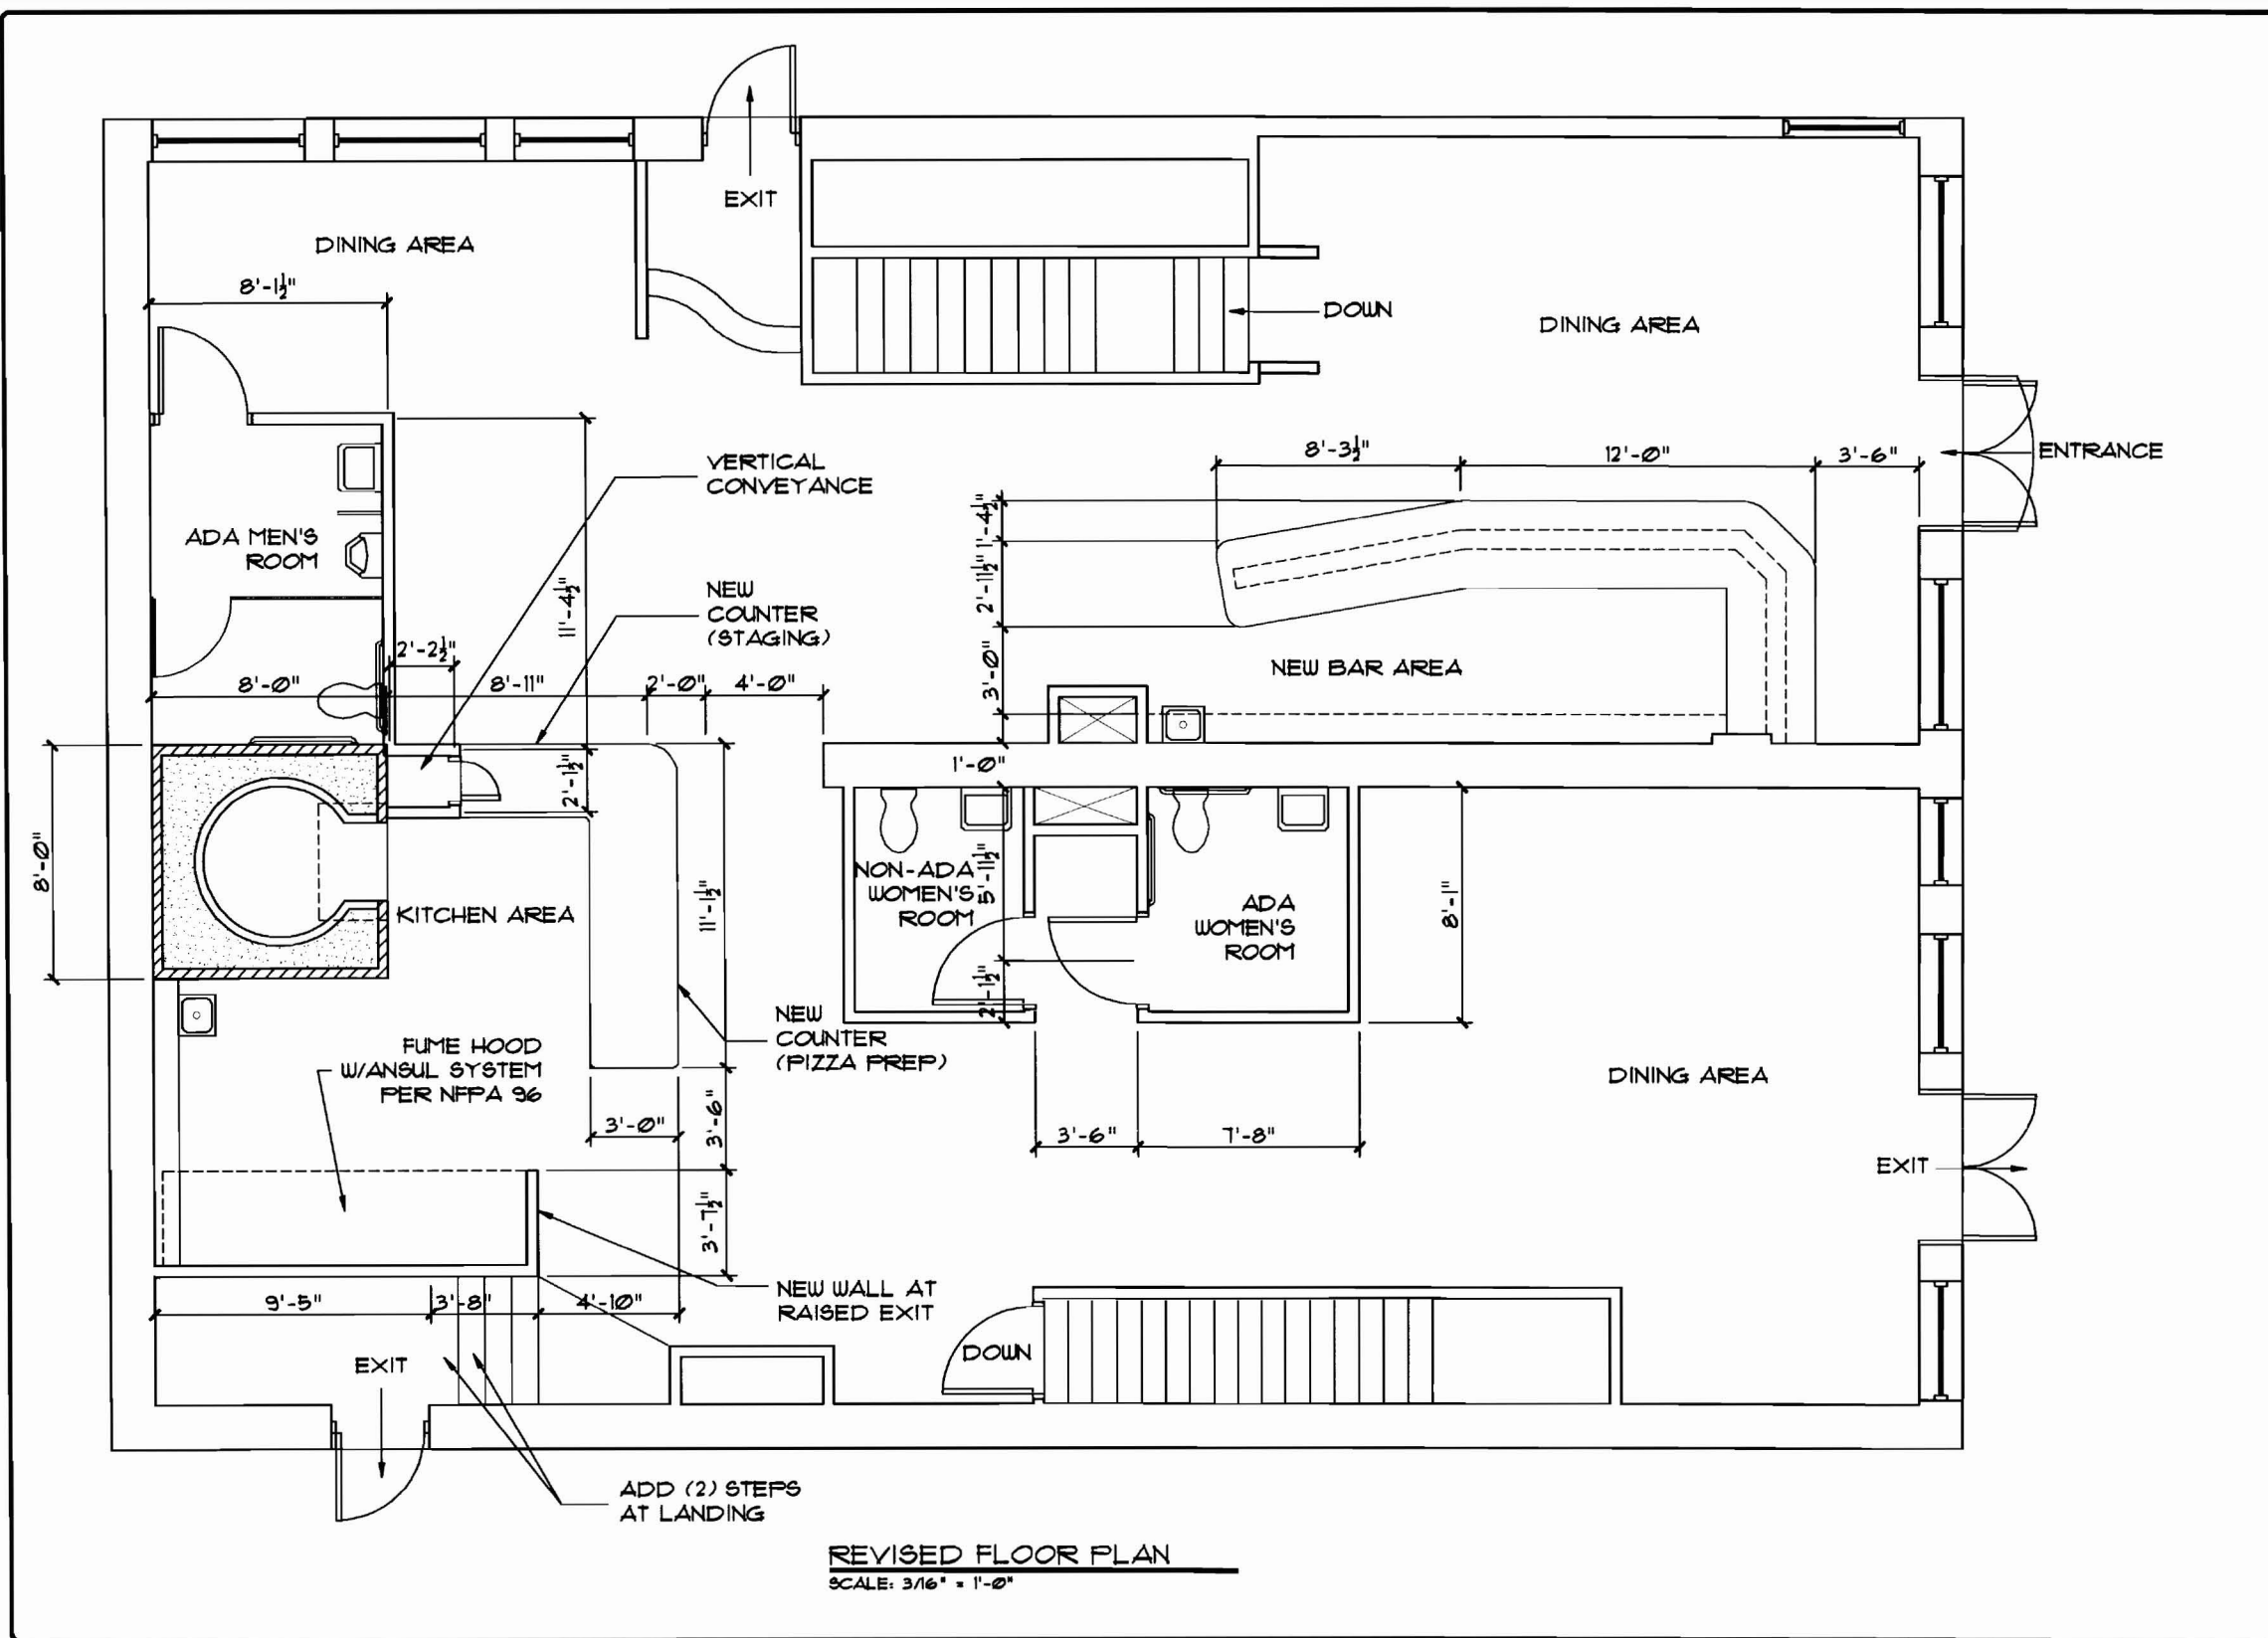 EXIT
DINING AREA
8'-1½"
DOWN
DINING AREA
ENTRANCE
8'-3½"
12'-0"
3'-6"
VERTICAL
CONVEYANCE
1'-4½"
2'-11½"
3'-0"
ADA MEN'S
ROOM
11'-4½"
NEW
COUNTER
(STAGING)
2'-2½"
8'-0"
8'-11"
2'-0"
4'-0"
NEW BAR AREA
1'-0"
2'-1½"
8'-0"
KITCHEN AREA
11'-1½"
NON-ADA
WOMEN'S
ROOM
5'-11½"
ADA
WOMEN'S
ROOM
8'-1"
2'-1½"
NEW
COUNTER
(PIZZA PREP)
FUME HOOD
W/ANSUL SYSTEM
PER NFPA 96
DINING AREA
3'-0"
3'-6"
3'-6"
7'-8"
EXIT
3'-7½"
NEW WALL AT
RAISED EXIT
9'-5"
3'-8"
4'-10"
EXIT
DOWN
ADD (2) STEPS
AT LANDING
REVISED FLOOR PLAN
SCALE: 3/16" = 1'-0"